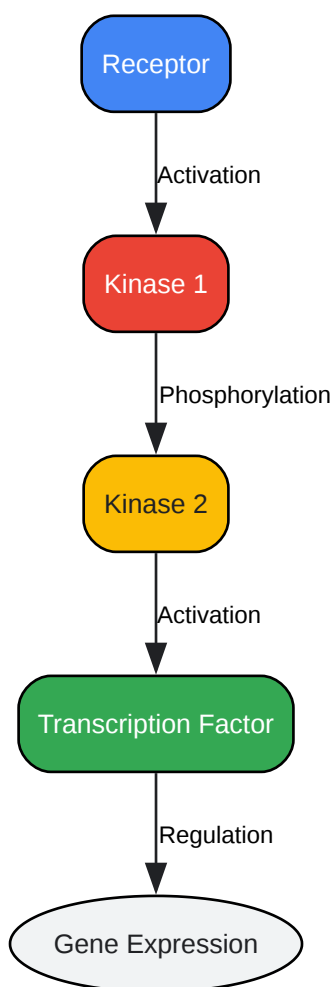 Receptor
Activation
Kinase 1
Phosphorylation
Kinase 2
Activation
Transcription Factor
Regulation
Gene Expression